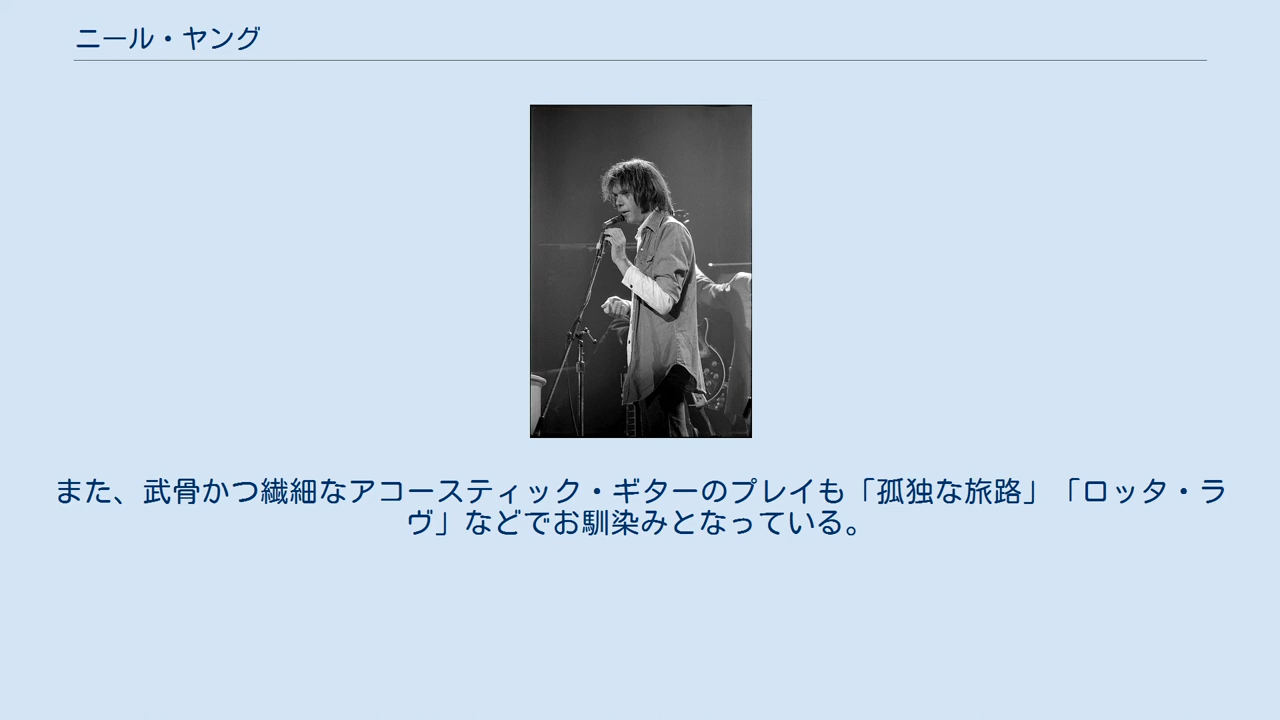 ニール・ヤング
また、武骨かつ繊細なアコースティック・ギターのプレイも「孤独な旅路」「ロッタ・ラ
ヴ」などでお馴染みとなっている。